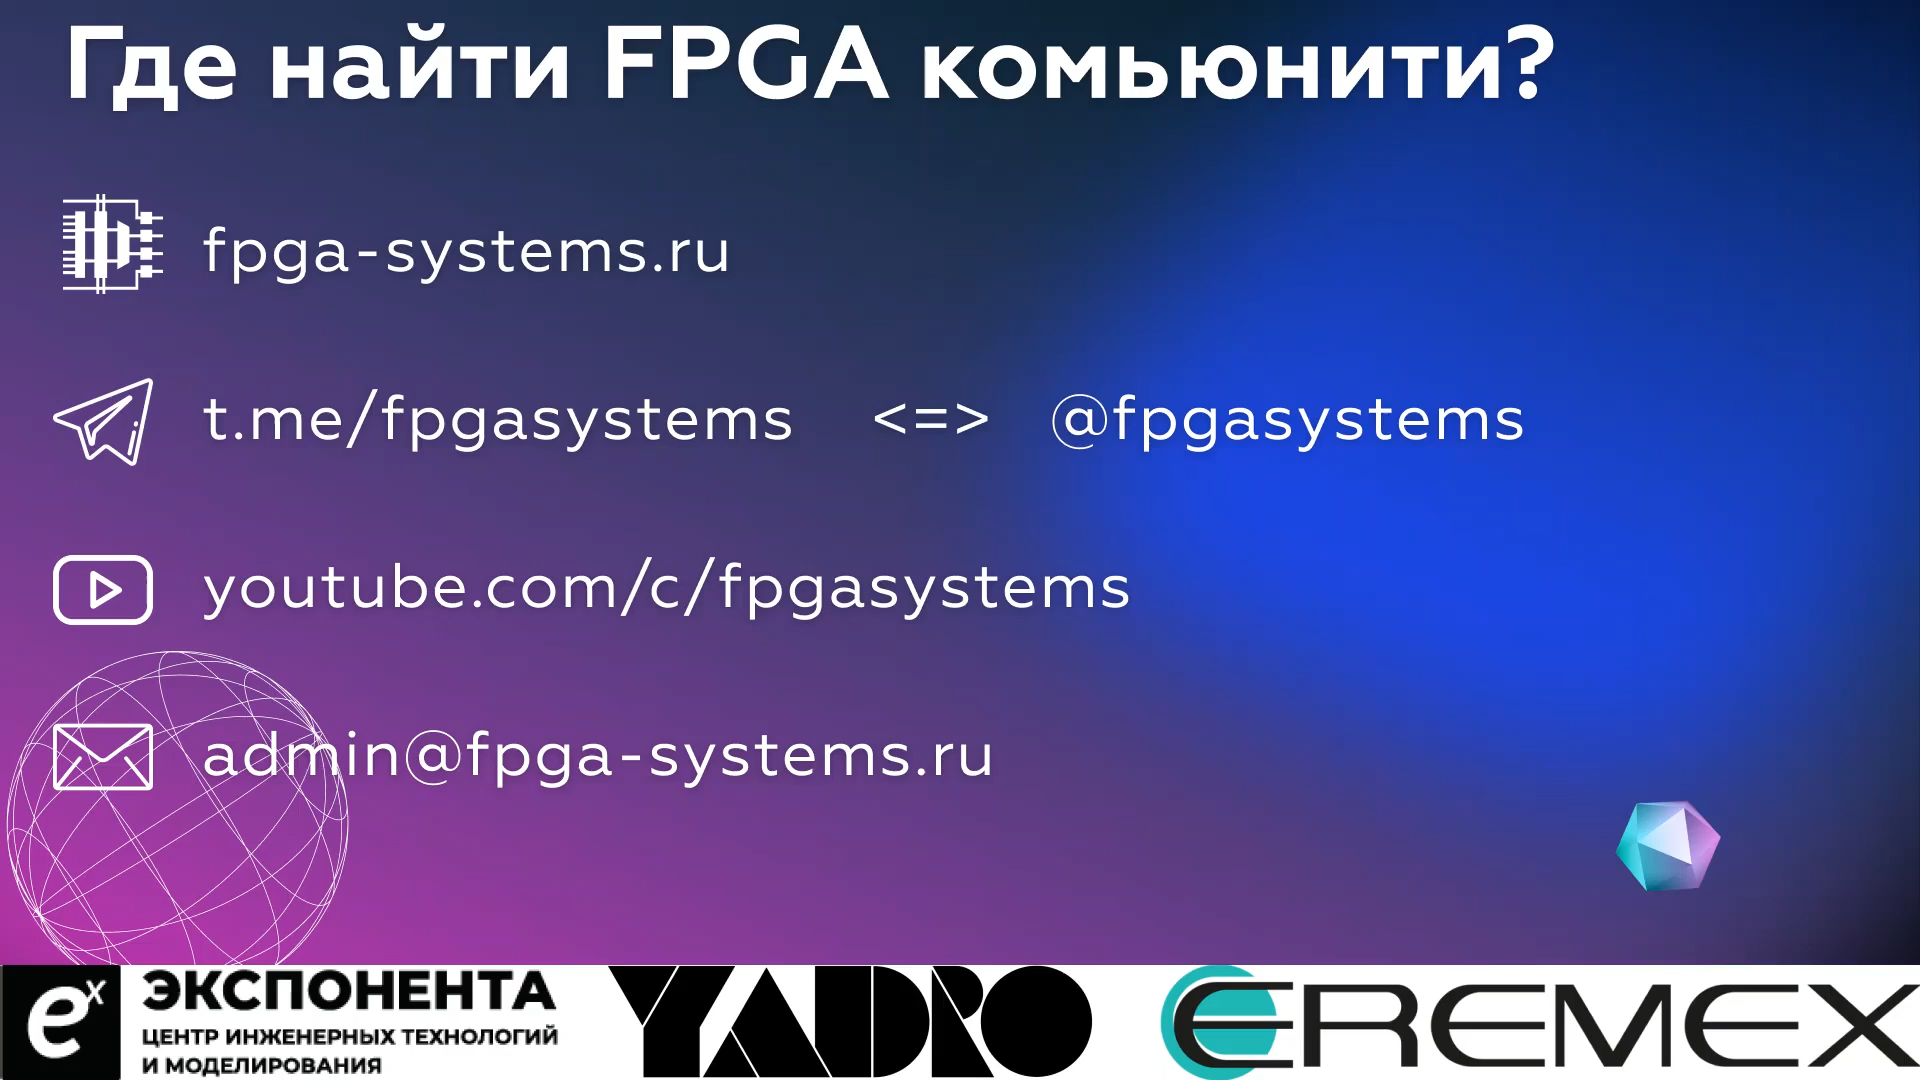 Где найти FPGA комьюнити?
fpga-systems.ru
t.me/fpgasystems <=> @fpgasystems
youtube.com/c/fpgasystems
admin@fpga-systems.ru
eˣ ЭКСПОНЕНТА
ЦЕНТР ИНЖЕНЕРНЫХ ТЕХНОЛОГИЙ
И МОДЕЛИРОВАНИЯ
YADRO
EREMEX